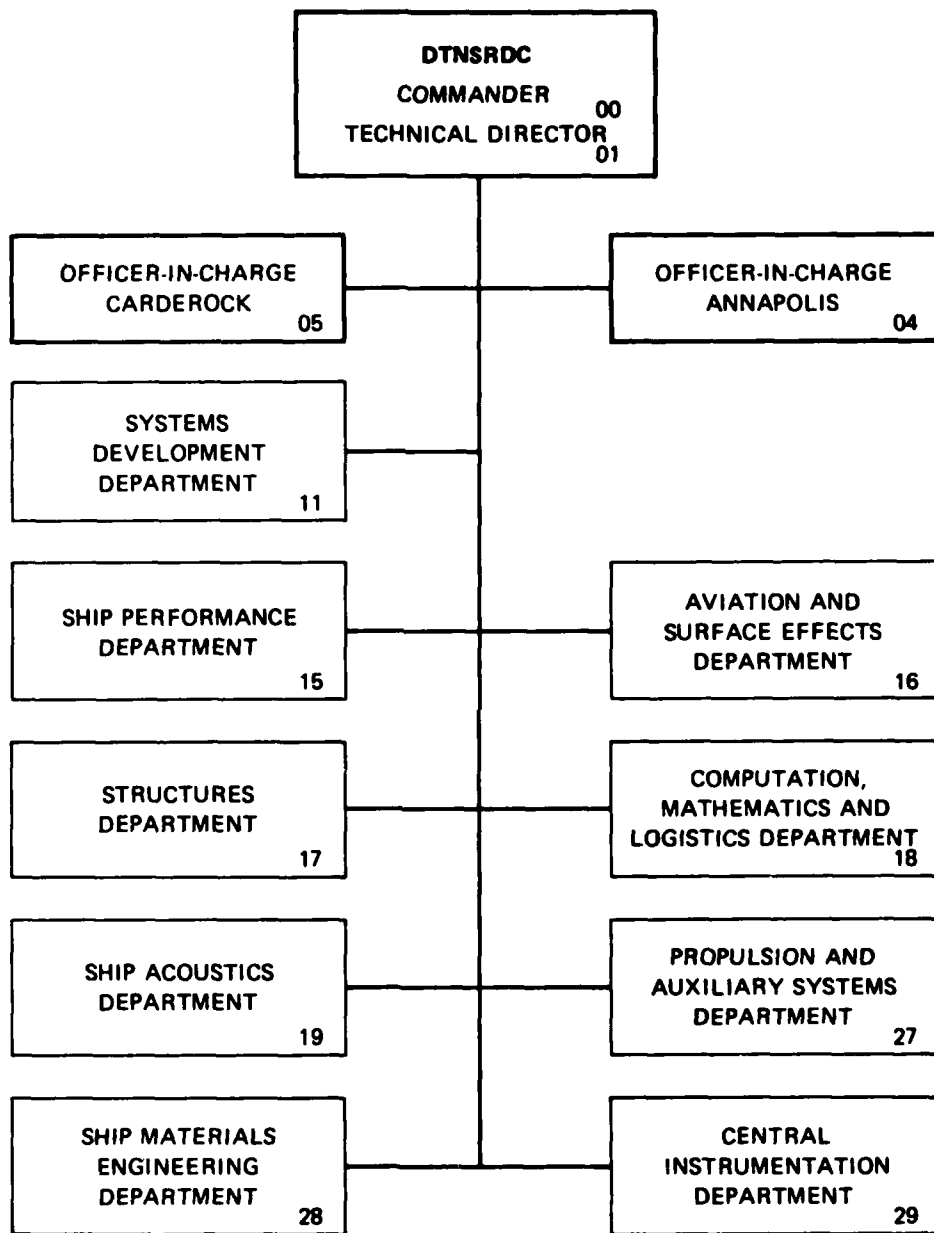 DTNSRDC
COMMANDER 00
TECHNICAL DIRECTOR 01
OFFICER-IN-CHARGE
CARDEROCK
05
OFFICER-IN-CHARGE
ANNAPOLIS
04
SYSTEMS
DEVELOPMENT
DEPARTMENT
11
SHIP PERFORMANCE
DEPARTMENT
15
AVIATION AND
SURFACE EFFECTS
DEPARTMENT
16
STRUCTURES
DEPARTMENT
17
COMPUTATION,
MATHEMATICS AND
LOGISTICS DEPARTMENT
18
SHIP ACOUSTICS
DEPARTMENT
19
PROPULSION AND
AUXILIARY SYSTEMS
DEPARTMENT
27
SHIP MATERIALS
ENGINEERING
DEPARTMENT
28
CENTRAL
INSTRUMENTATION
DEPARTMENT
29